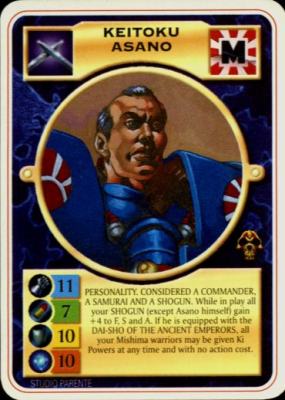 KEITOKU
ASANO
M
11
7
10
10
PERSONALITY. CONSIDERED A COMMANDER,
A SAMURAI AND A SHOGUN. While in play all
your SHOGUN (except Asano himself) gain
+4 to F, S and A. If he is equipped with the
DAI-SHO OF THE ANCIENT EMPERORS, all
your Mishima warriors may be given Ki
Powers at any time and with no action cost.
STUDIO PARENTE